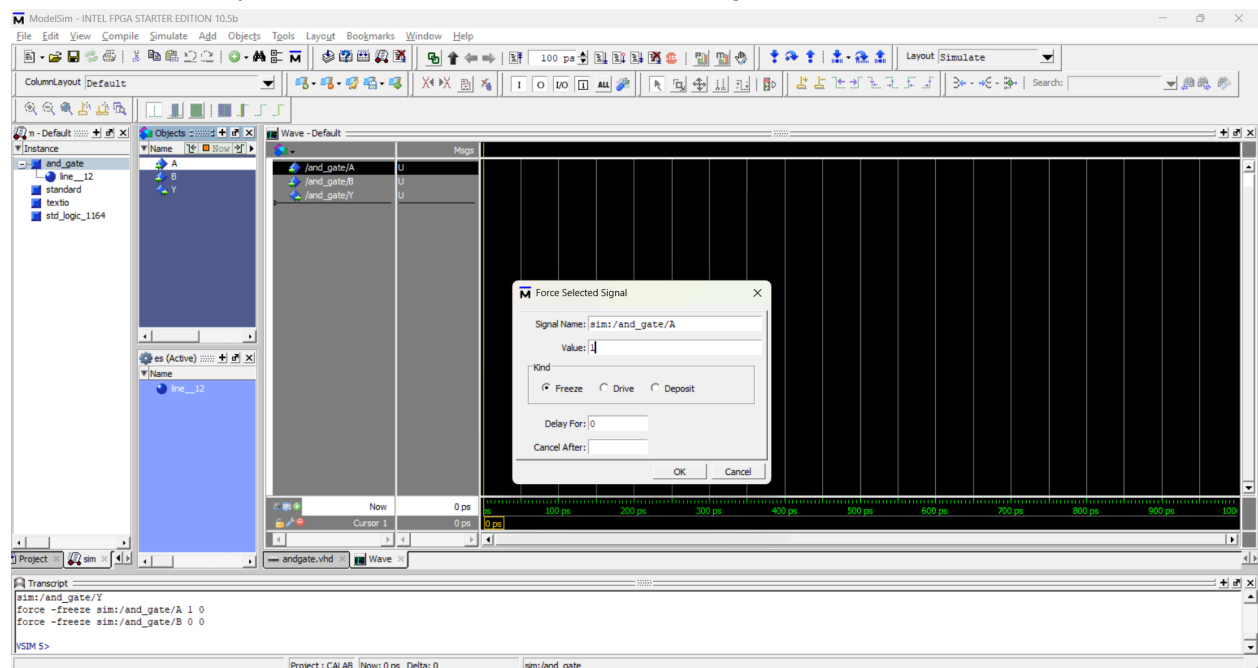 ModelSim - INTEL FPGA STARTER EDITION 10.5b
File Edit View Compile Simulate Add Objects Tools Layout Bookmarks Window Help
100 ps Layout Simulate
ColumnLayout Default I O I/O ALL Search:
n - Default Objects Wave - Default
Instance Name Now Msgs
and_gate A /and_gate/A U
line__12 B /and_gate/B U
standard Y /and_gate/Y U
textio
std_logic_1164
Force Selected Signal
Signal Name: sim:/and_gate/A
Value: 1
Kind
Freeze Drive Deposit
Delay For: 0
Cancel After:
OK Cancel
es (Active)
Name
line__12
Now 0 ps ps 100 ps 200 ps 300 ps 400 ps 500 ps 600 ps 700 ps 800 ps 900 ps 100
Cursor 1 0 ps 0 ps
Project sim andgate.vhd Wave
Transcript
sim:/and_gate/Y
force -freeze sim:/and_gate/A 1 0
force -freeze sim:/and_gate/B 0 0
VSIM 5>
Project : CALAB Now: 0 ps Delta: 0 sim:/and_gate